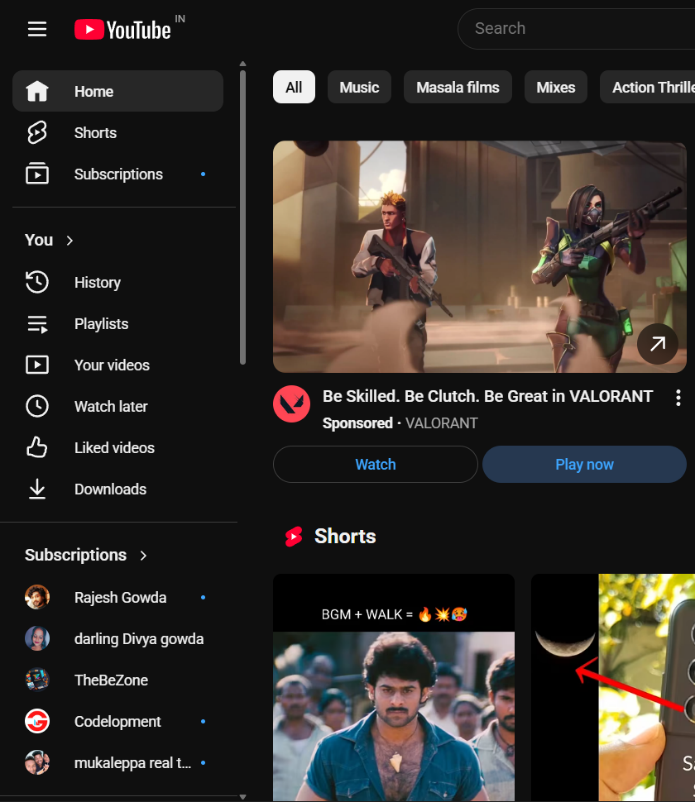 YouTube IN
Search
Home
Shorts
Subscriptions
You
History
Playlists
Your videos
Watch later
Liked videos
Downloads
Subscriptions
Rajesh Gowda
darling Divya gowda
TheBeZone
Codelopment
mukaleppa real t...
All
Music
Masala films
Mixes
Action Thrille
Be Skilled. Be Clutch. Be Great in VALORANT
Sponsored · VALORANT
Watch
Play now
Shorts
BGM + WALK = 🔥💥🥵